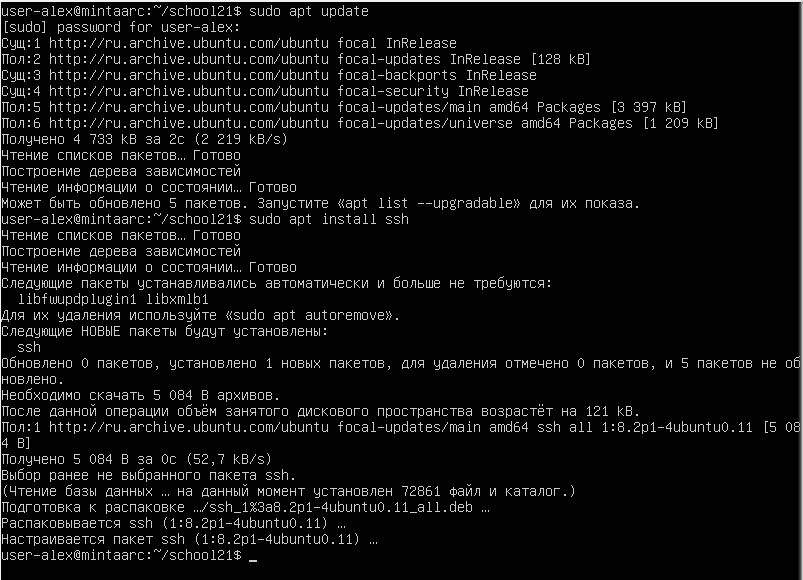 user-alex@mintaarc:~/school21$ sudo apt update
[sudo] password for user-alex:
Сущ:1 http://ru.archive.ubuntu.com/ubuntu focal InRelease
Пол:2 http://ru.archive.ubuntu.com/ubuntu focal-updates InRelease [128 kB]
Сущ:3 http://ru.archive.ubuntu.com/ubuntu focal-backports InRelease
Сущ:4 http://ru.archive.ubuntu.com/ubuntu focal-security InRelease
Пол:5 http://ru.archive.ubuntu.com/ubuntu focal-updates/main amd64 Packages [3 397 kB]
Пол:6 http://ru.archive.ubuntu.com/ubuntu focal-updates/universe amd64 Packages [1 209 kB]
Получено 4 733 kB за 2с (2 219 kB/s)
Чтение списков пакетов… Готово
Построение дерева зависимостей
Чтение информации о состоянии… Готово
Может быть обновлено 5 пакетов. Запустите «apt list --upgradable» для их показа.
user-alex@mintaarc:~/school21$ sudo apt install ssh
Чтение списков пакетов… Готово
Построение дерева зависимостей
Чтение информации о состоянии… Готово
Следующие пакеты устанавливались автоматически и больше не требуются:
  libfwupdplugin1 libxmlb1
Для их удаления используйте «sudo apt autoremove».
Следующие НОВЫЕ пакеты будут установлены:
  ssh
Обновлено 0 пакетов, установлено 1 новых пакетов, для удаления отмечено 0 пакетов, и 5 пакетов не об
новлено.
Необходимо скачать 5 084 B архивов.
После данной операции объём занятого дискового пространства возрастёт на 121 kB.
Пол:1 http://ru.archive.ubuntu.com/ubuntu focal-updates/main amd64 ssh all 1:8.2p1-4ubuntu0.11 [5 08
4 B]
Получено 5 084 B за 0с (52,7 kB/s)
Выбор ранее не выбранного пакета ssh.
(Чтение базы данных … на данный момент установлен 72861 файл и каталог.)
Подготовка к распаковке …/ssh_1%3a8.2p1-4ubuntu0.11_all.deb …
Распаковывается ssh (1:8.2p1-4ubuntu0.11) …
Настраивается пакет ssh (1:8.2p1-4ubuntu0.11) …
user-alex@mintaarc:~/school21$ _